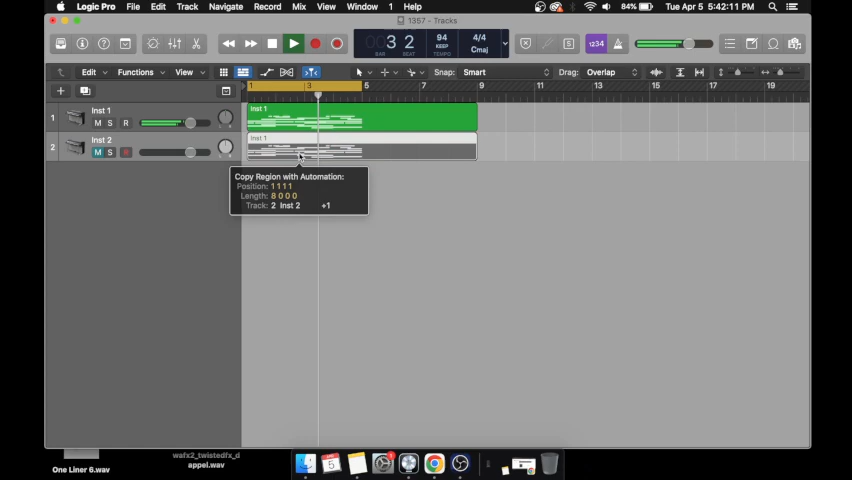 Logic Pro File Edit Track Navigate Record Mix View Window 1 Help 84% Tue Apr 5 5:42:11 PM
1357 - Tracks
3 2 94 4/4
BAR BEAT KEEP Cmaj
TEMPO
1234 S
Edit Functions View Snap: Smart Drag: Overlap
1 3 5 7 9 11 13 15 17 19
1 Inst 1 Inst 1
M S R
2 Inst 2 Inst 1
M S R
Copy Region with Automation:
Position: 1 1 1 1
Length: 8 0 0 0
Track: 2 Inst 2 +1
One Liner 6.wav
wafx2_twistedfx_d
appel.wav
APR
5